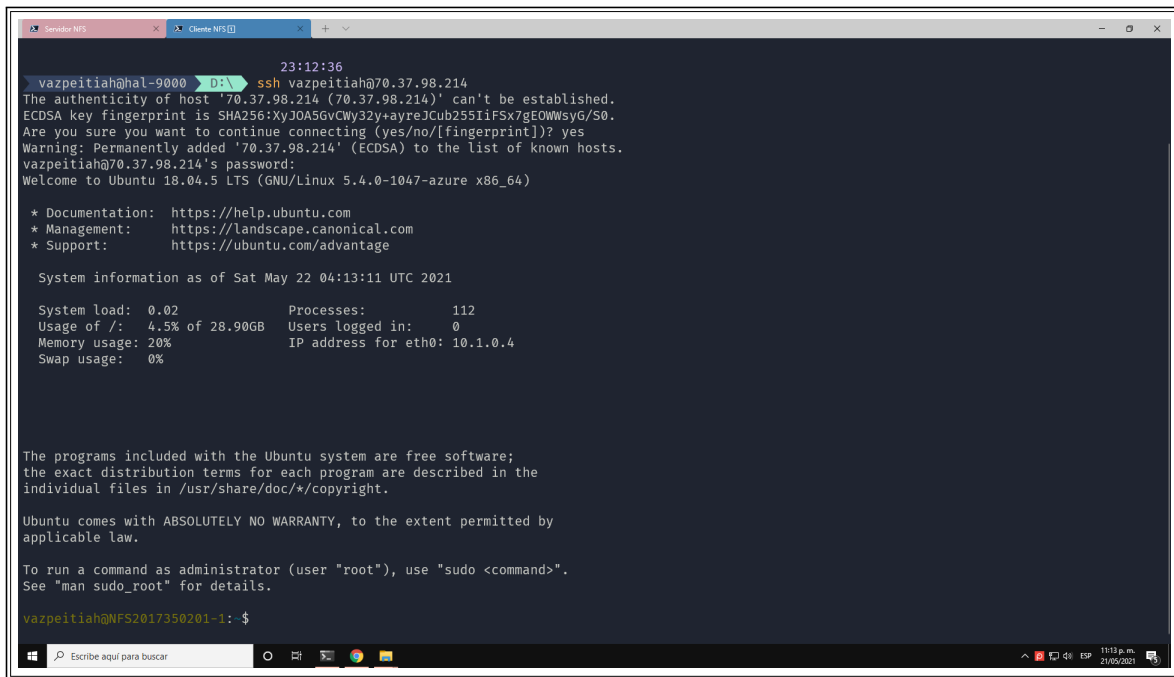 Servidor NFS
Cliente NFS [1]
23:12:36
vazpeitiah@hal-9000 D:\ ssh vazpeitiah@70.37.98.214
The authenticity of host '70.37.98.214 (70.37.98.214)' can't be established.
ECDSA key fingerprint is SHA256:XyJOA5GvCWy32y+ayreJCub255IiFSx7gEOWWsyG/S0.
Are you sure you want to continue connecting (yes/no/[fingerprint])? yes
Warning: Permanently added '70.37.98.214' (ECDSA) to the list of known hosts.
vazpeitiah@70.37.98.214's password:
Welcome to Ubuntu 18.04.5 LTS (GNU/Linux 5.4.0-1047-azure x86_64)
* Documentation:  https://help.ubuntu.com
* Management:     https://landscape.canonical.com
* Support:        https://ubuntu.com/advantage
System information as of Sat May 22 04:13:11 UTC 2021
System load:  0.02              Processes:           112
Usage of /:   4.5% of 28.90GB   Users logged in:     0
Memory usage: 20%               IP address for eth0: 10.1.0.4
Swap usage:   0%
The programs included with the Ubuntu system are free software;
the exact distribution terms for each program are described in the
individual files in /usr/share/doc/*/copyright.
Ubuntu comes with ABSOLUTELY NO WARRANTY, to the extent permitted by
applicable law.
To run a command as administrator (user "root"), use "sudo <command>".
See "man sudo_root" for details.
vazpeitiah@NFS2017350201-1:~$
Escribe aquí para buscar
ESP
11:13 p. m.
21/05/2021